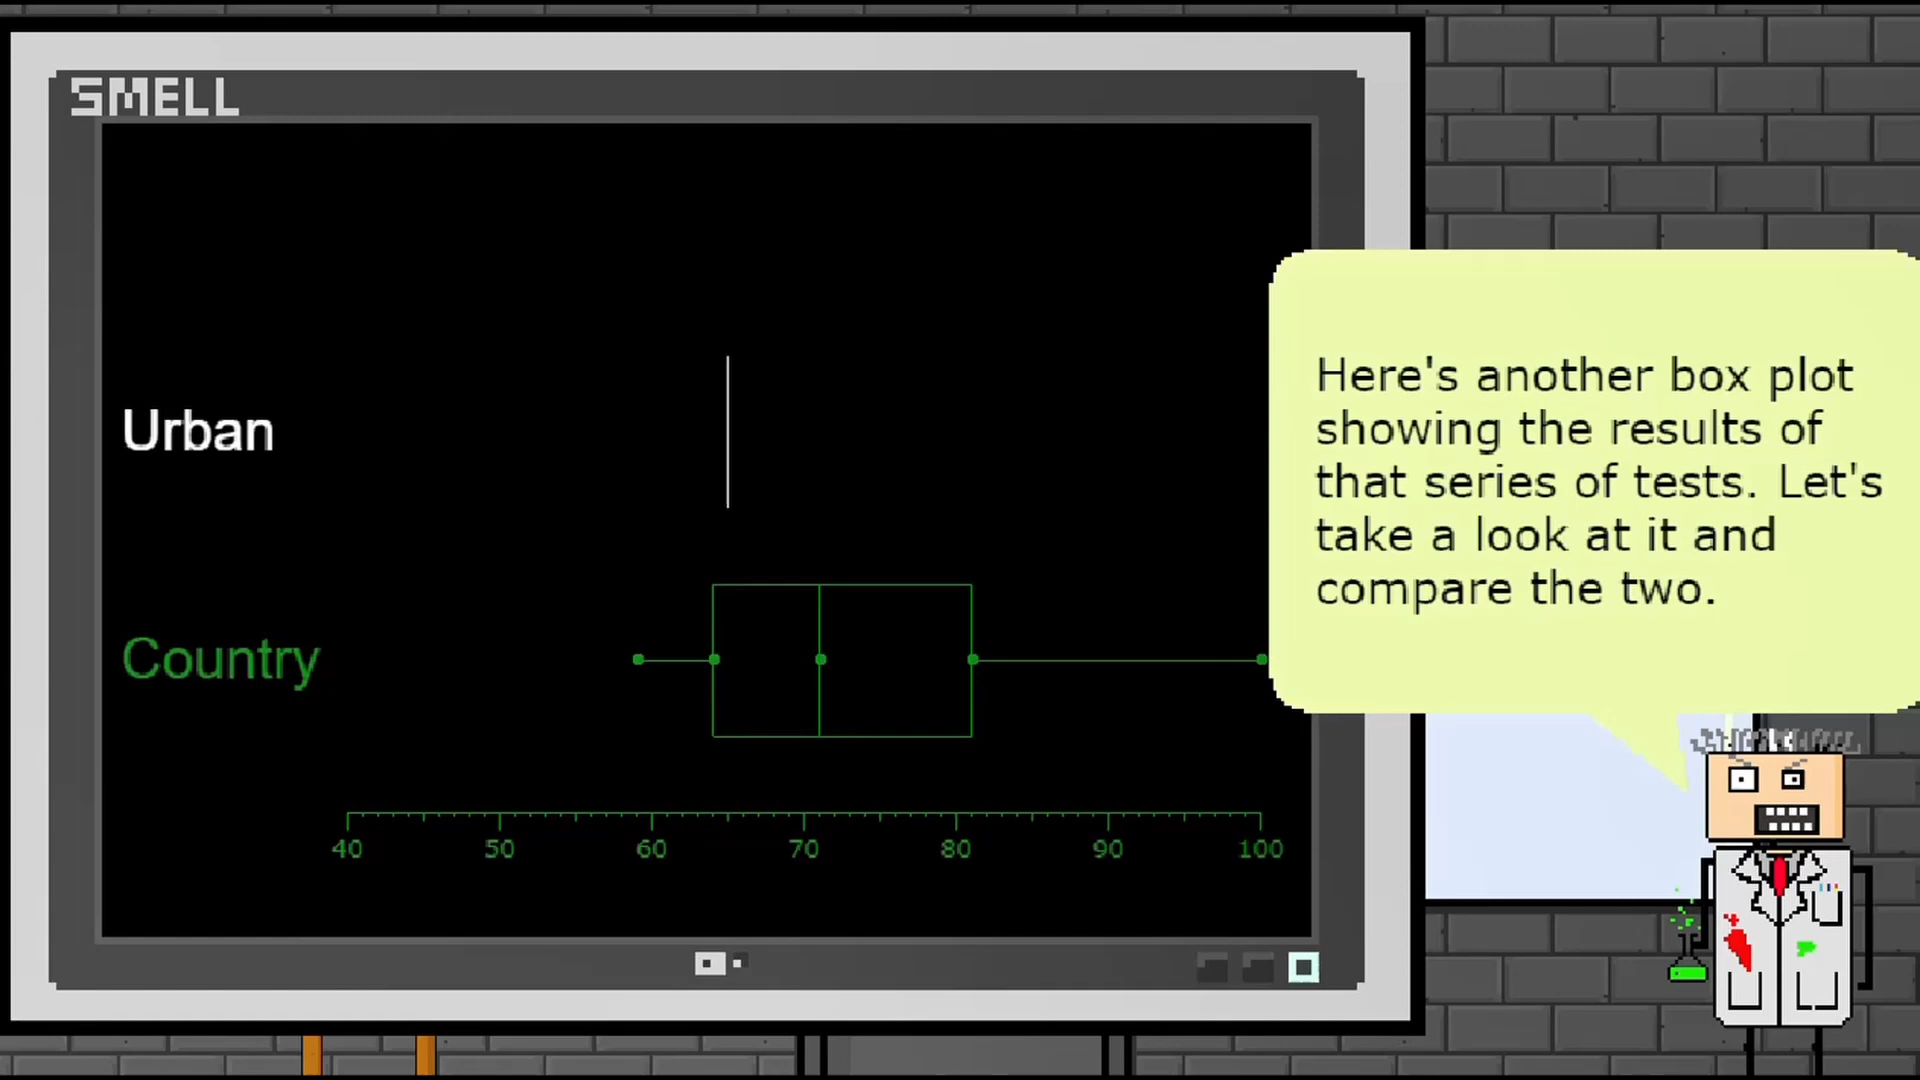 SMELL
Urban
Country
40 50 60 70 80 90 100
Here's another box plot
showing the results of
that series of tests. Let's
take a look at it and
compare the two.